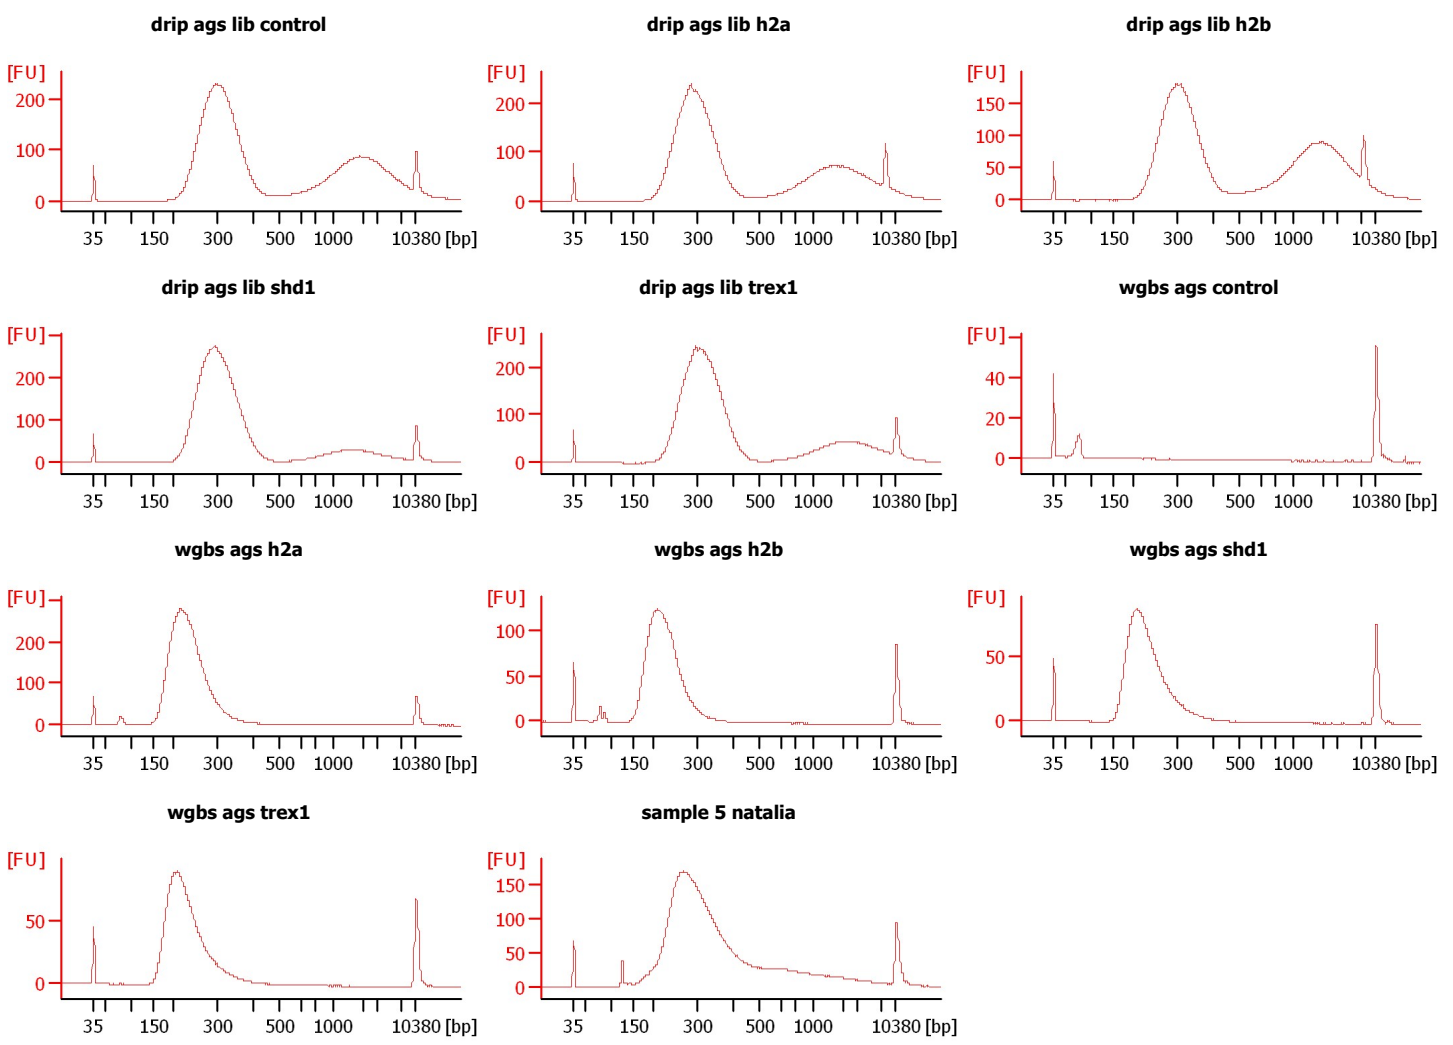 drip ags lib control
drip ags lib h2a
drip ags lib h2b
[FU]
200
100
0
35 150 300 500 1000 10380 [bp]
[FU]
200
100
0
35 150 300 500 1000 10380 [bp]
[FU]
150
100
50
0
35 150 300 500 1000 10380 [bp]
drip ags lib shd1
drip ags lib trex1
wgbs ags control
[FU]
200
100
0
35 150 300 500 1000 10380 [bp]
[FU]
200
100
0
35 150 300 500 1000 10380 [bp]
[FU]
40
20
0
35 150 300 500 1000 10380 [bp]
wgbs ags h2a
wgbs ags h2b
wgbs ags shd1
[FU]
200
100
0
35 150 300 500 1000 10380 [bp]
[FU]
100
50
0
35 150 300 500 1000 10380 [bp]
[FU]
50
0
35 150 300 500 1000 10380 [bp]
wgbs ags trex1
sample 5 natalia
[FU]
50
0
35 150 300 500 1000 10380 [bp]
[FU]
150
100
50
0
35 150 300 500 1000 10380 [bp]